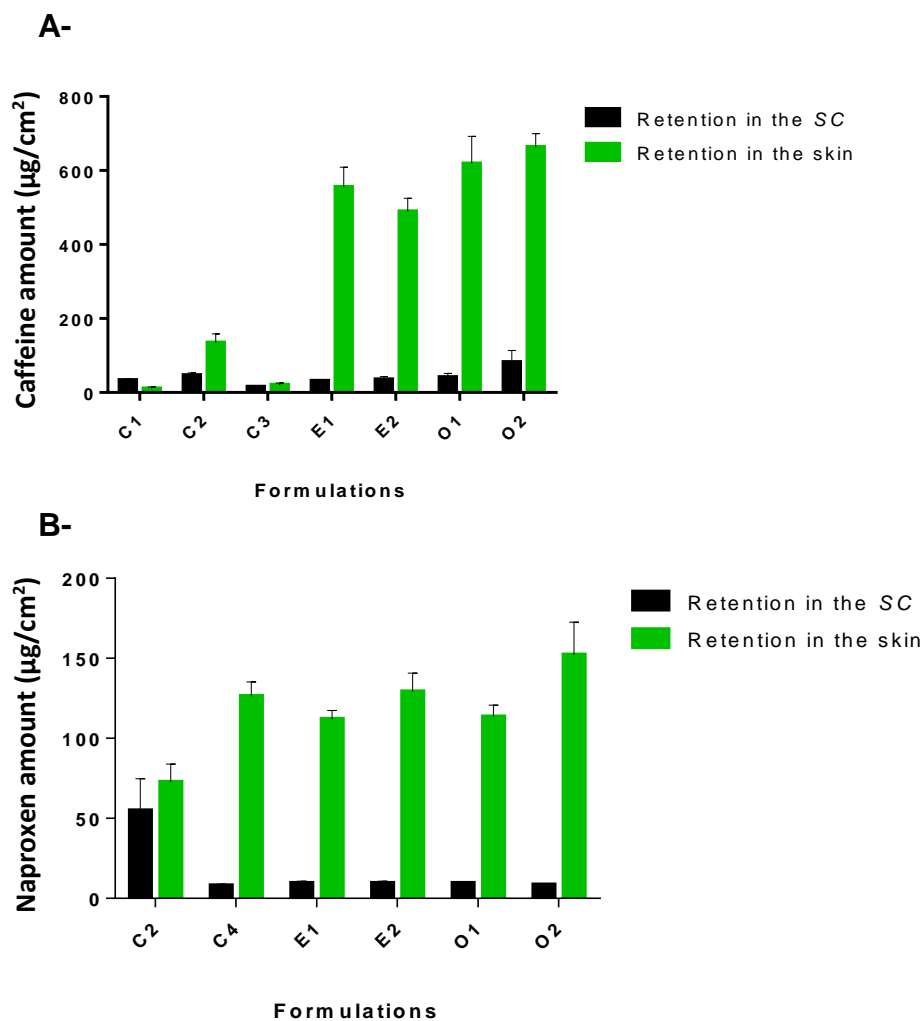 A-
Caffeine amount (µg/cm²)
800
600
400
200
0
C1 C2 C3 E1 E2 O1 O2
Formulations
Retention in the SC
Retention in the skin
B-
Naproxen amount (µg/cm²)
200
150
100
50
0
C2 C4 E1 E2 O1 O2
Formulations
Retention in the SC
Retention in the skin